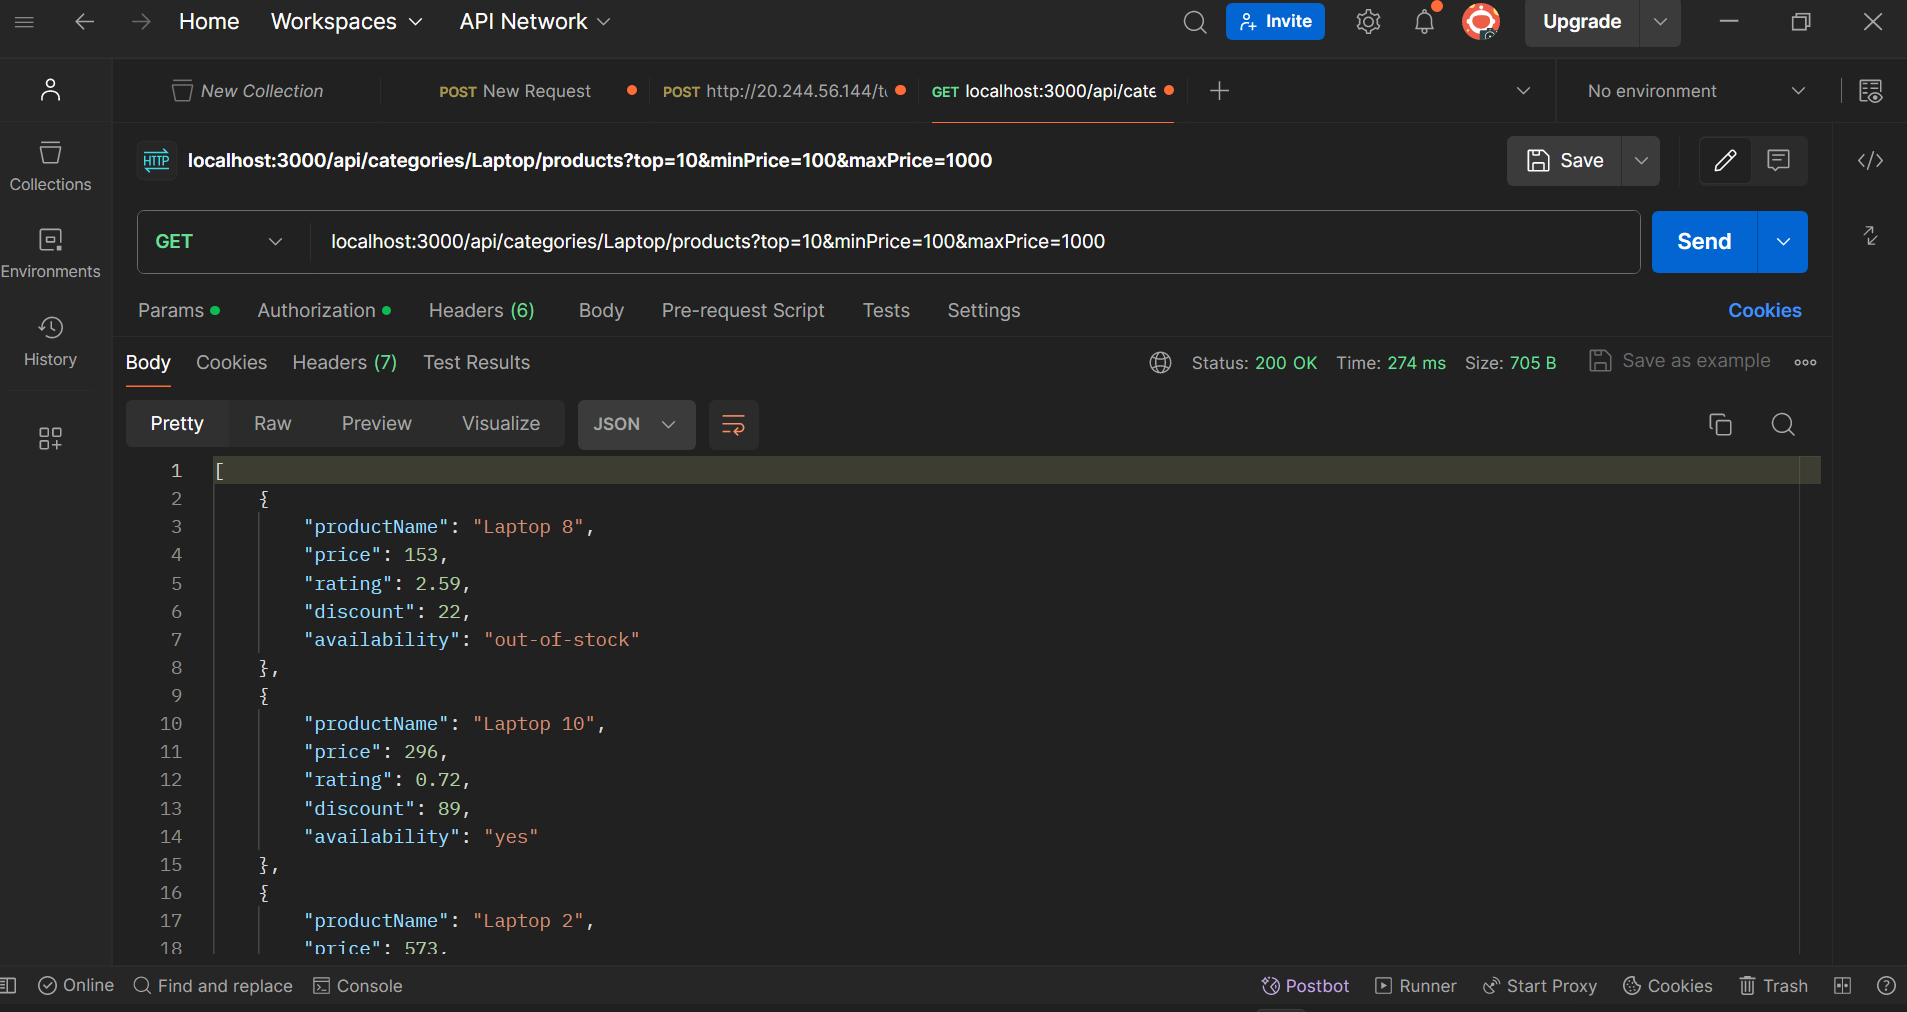 Home Workspaces API Network Invite Upgrade
New Collection POST New Request POST http://20.244.56.144/tu GET localhost:3000/api/cate No environment
HTTP localhost:3000/api/categories/Laptop/products?top=10&minPrice=100&maxPrice=1000 Save
Collections
Environments
History
GET localhost:3000/api/categories/Laptop/products?top=10&minPrice=100&maxPrice=1000 Send
Params Authorization Headers (6) Body Pre-request Script Tests Settings Cookies
Body Cookies Headers (7) Test Results Status: 200 OK Time: 274 ms Size: 705 B Save as example
Pretty Raw Preview Visualize JSON
1 [
2 {
3 "productName": "Laptop 8",
4 "price": 153,
5 "rating": 2.59,
6 "discount": 22,
7 "availability": "out-of-stock"
8 },
9 {
10 "productName": "Laptop 10",
11 "price": 296,
12 "rating": 0.72,
13 "discount": 89,
14 "availability": "yes"
15 },
16 {
17 "productName": "Laptop 2",
18 "price": 573,
Online Find and replace Console Postbot Runner Start Proxy Cookies Trash